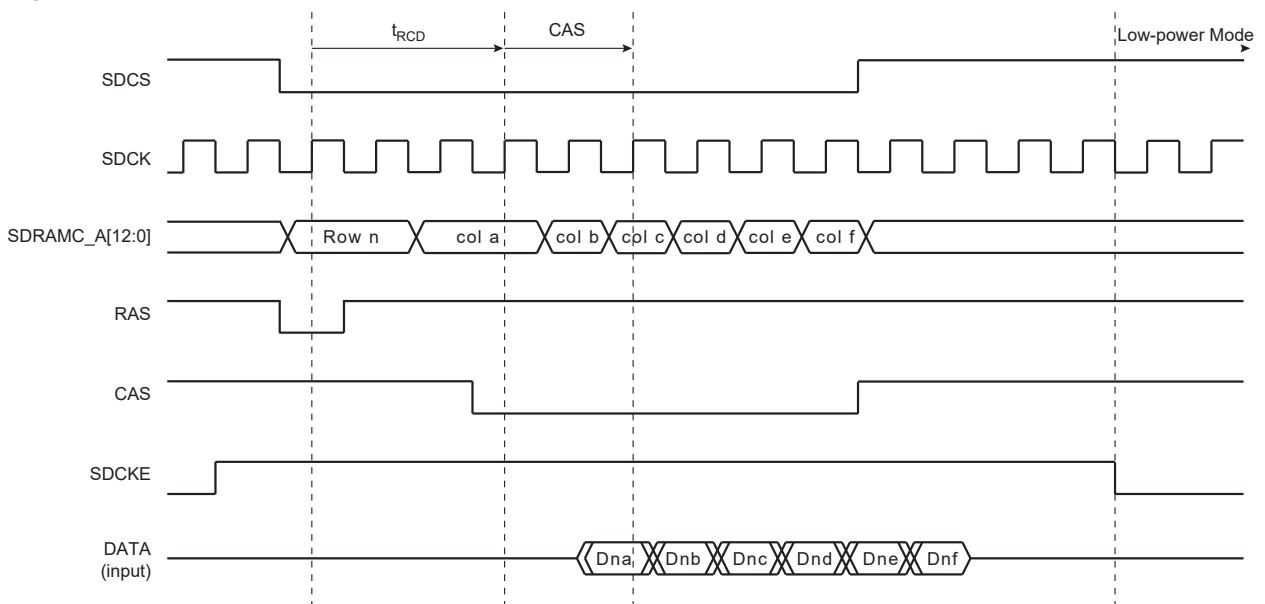 t_RCD CAS Low-power Mode
SDCS
SDCK
SDRAMC_A[12:0] Row n col a col b col c col d col e col f
RAS
CAS
SDCKE
DATA Dna Dnb Dnc Dnd Dne Dnf
(input)